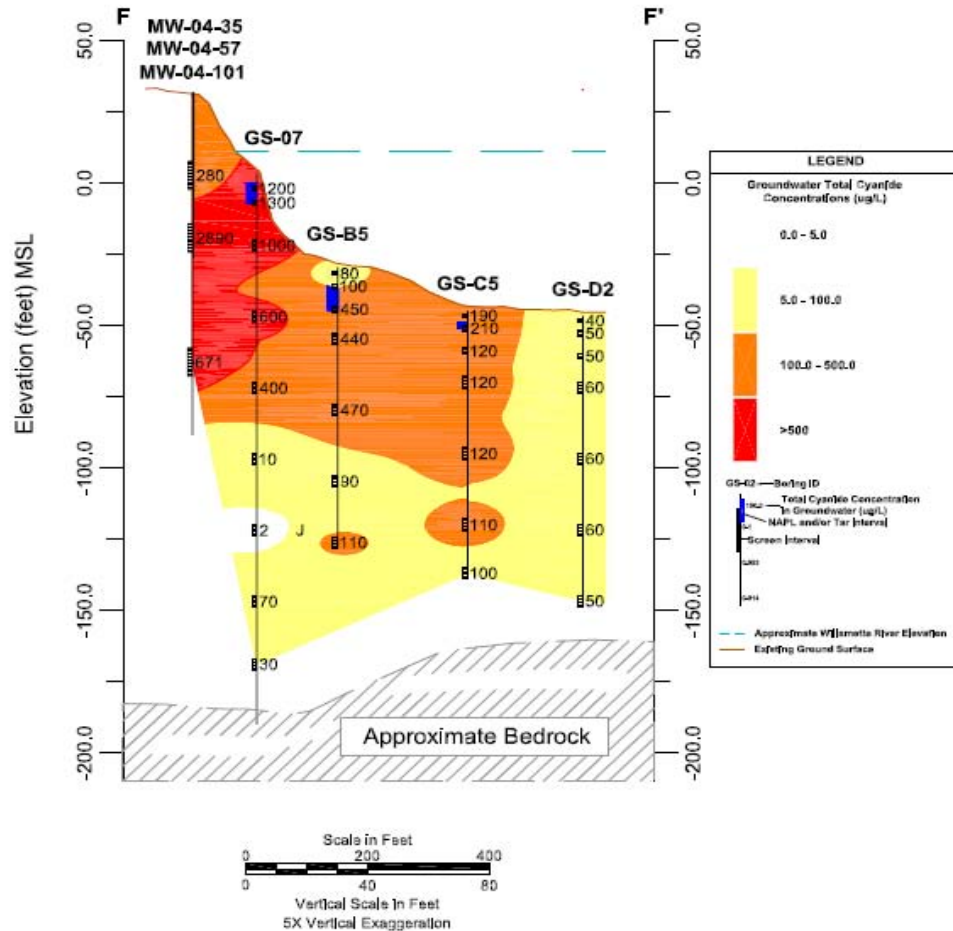 F
F'
MW-04-35
MW-04-57
MW-04-101
GS-07
GS-B5
GS-C5
GS-D2
Elevation (feet) MSL
50.0
0.0
-50.0
-100.0
-150.0
-200.0
50.0
0.0
-50.0
-100.0
-150.0
-200.0
280
2890
671
1200
1300
1000
600
400
10
2 J
70
30
80
100
450
440
470
90
110
190
210
120
120
120
110
100
40
50
50
60
60
60
50
Approximate Bedrock
LEGEND
Groundwater Total Cyanide
Concentrations (ug/L)
0.0 - 5.0
5.0 - 100.0
100.0 - 500.0
>500
GS-02 Boring ID
Total Cyanide Concentration
in Groundwater (ug/L)
NAPL and/or Tar Interval
Screen Interval
Approximate Willamette River Elevation
Existing Ground Surface
Scale in Feet
0 200 400
0 40 80
Vertical Scale in Feet
5X Vertical Exaggeration